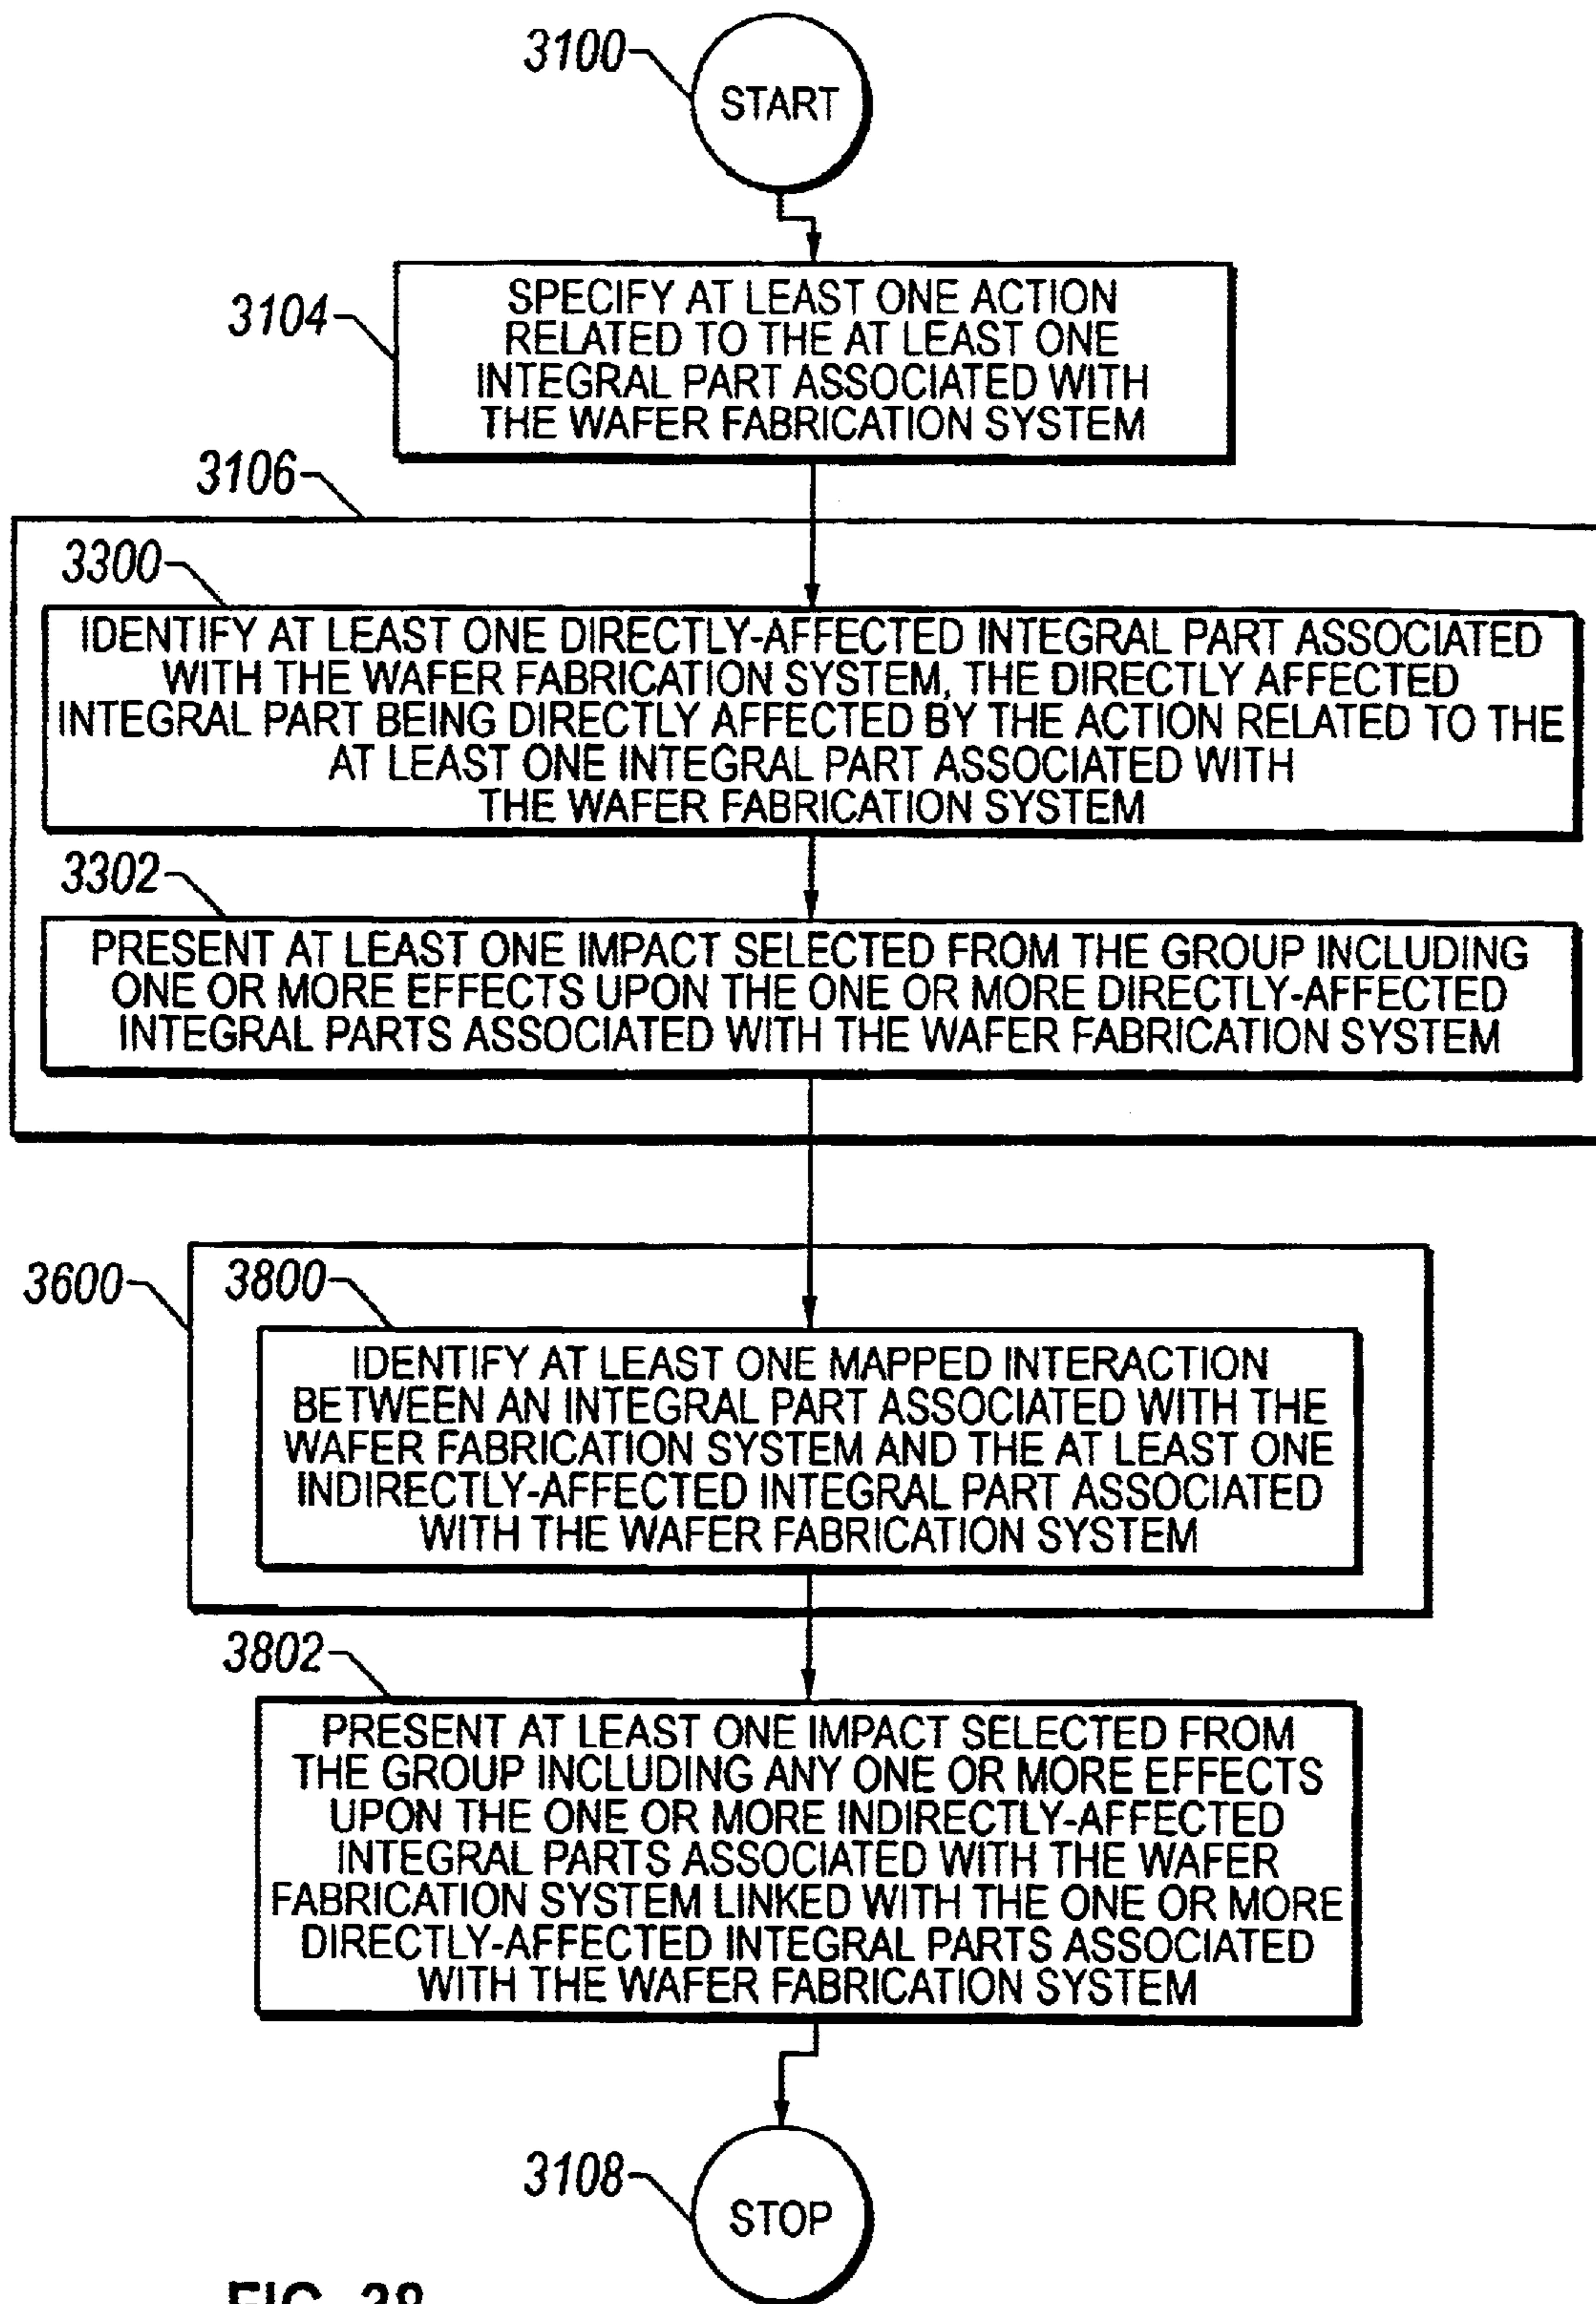 3100
START
3104
SPECIFY AT LEAST ONE ACTION
RELATED TO THE AT LEAST ONE
INTEGRAL PART ASSOCIATED WITH
THE WAFER FABRICATION SYSTEM
3106
3300
IDENTIFY AT LEAST ONE DIRECTLY-AFFECTED INTEGRAL PART ASSOCIATED
WITH THE WAFER FABRICATION SYSTEM, THE DIRECTLY AFFECTED
INTEGRAL PART BEING DIRECTLY AFFECTED BY THE ACTION RELATED TO THE
AT LEAST ONE INTEGRAL PART ASSOCIATED WITH
THE WAFER FABRICATION SYSTEM
3302
PRESENT AT LEAST ONE IMPACT SELECTED FROM THE GROUP INCLUDING
ONE OR MORE EFFECTS UPON THE ONE OR MORE DIRECTLY-AFFECTED
INTEGRAL PARTS ASSOCIATED WITH THE WAFER FABRICATION SYSTEM
3600
3800
IDENTIFY AT LEAST ONE MAPPED INTERACTION
BETWEEN AN INTEGRAL PART ASSOCIATED WITH THE
WAFER FABRICATION SYSTEM AND THE AT LEAST ONE
INDIRECTLY-AFFECTED INTEGRAL PART ASSOCIATED
WITH THE WAFER FABRICATION SYSTEM
3802
PRESENT AT LEAST ONE IMPACT SELECTED FROM
THE GROUP INCLUDING ANY ONE OR MORE EFFECTS
UPON THE ONE OR MORE INDIRECTLY-AFFECTED
INTEGRAL PARTS ASSOCIATED WITH THE WAFER
FABRICATION SYSTEM LINKED WITH THE ONE OR MORE
DIRECTLY-AFFECTED INTEGRAL PARTS ASSOCIATED
WITH THE WAFER FABRICATION SYSTEM
3108
STOP
FIG. 38